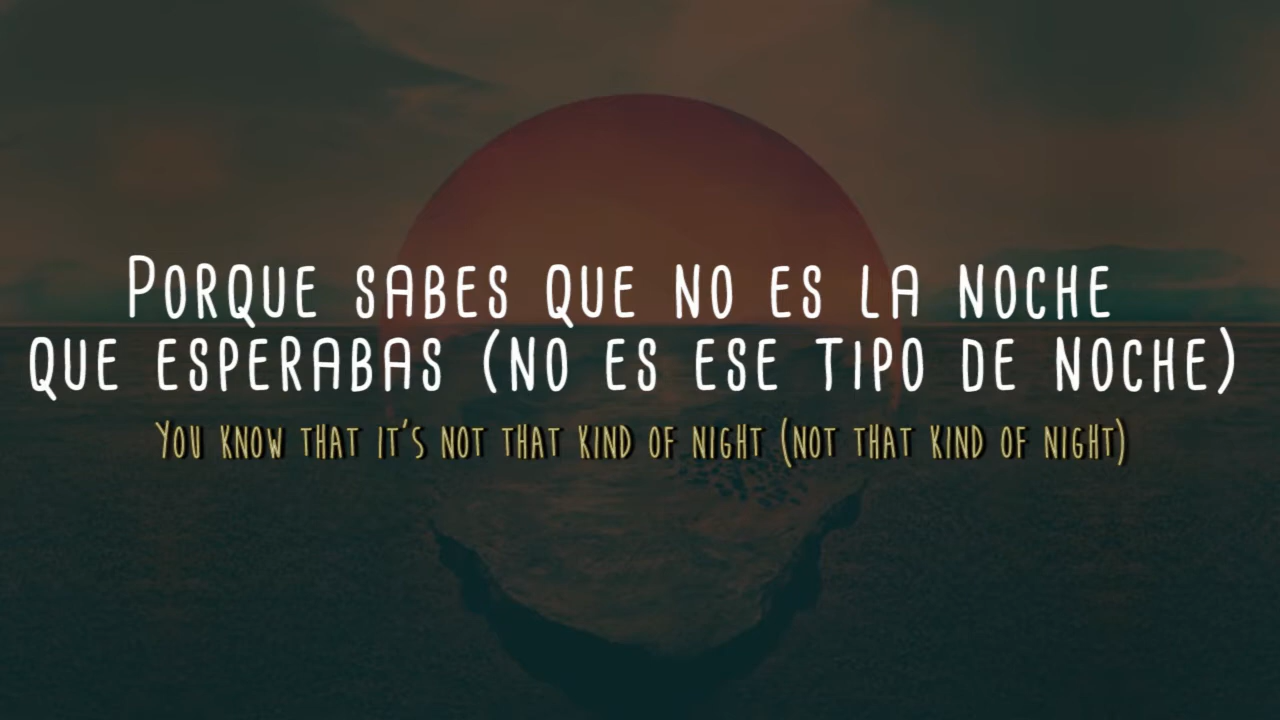 Porque sabes que no es la noche
que esperabas (no es ese tipo de noche)
You know that it's not that kind of night (not that kind of night)